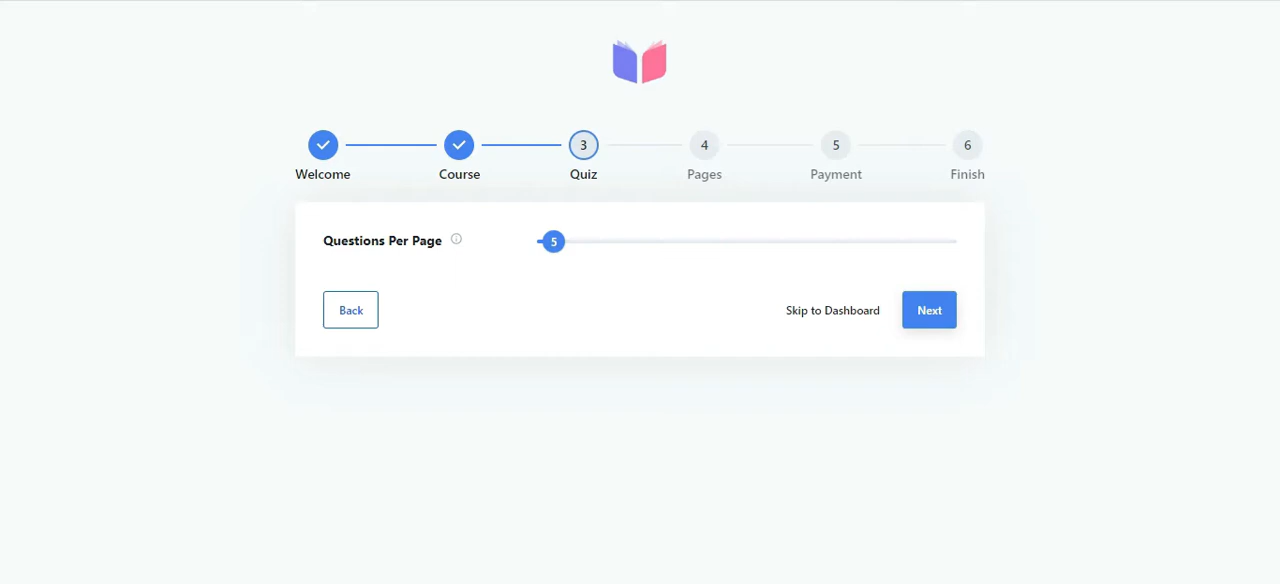 3 4 5 6
Welcome Course Quiz Pages Payment Finish
Questions Per Page 5
Back Skip to Dashboard Next